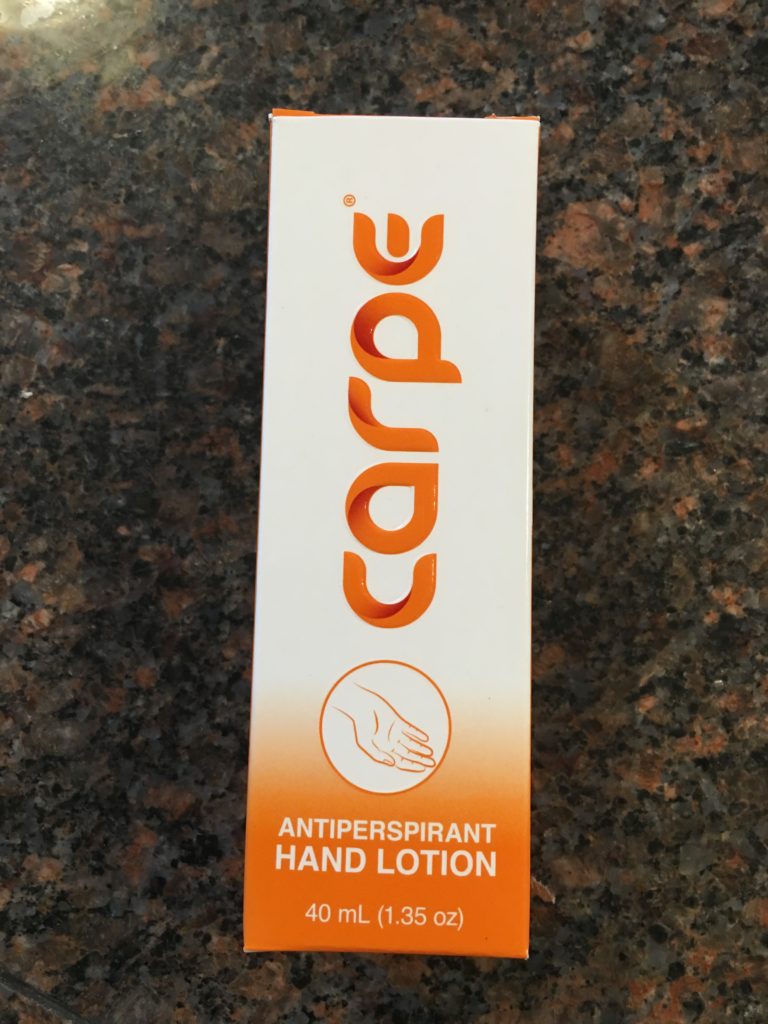 carpe®
ANTIPERSPIRANT
HAND LOTION
40 mL (1.35 oz)